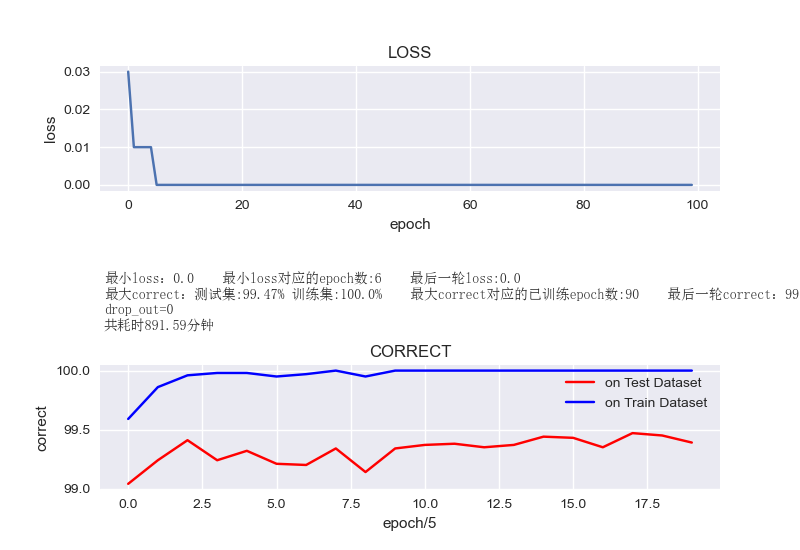 LOSS
0.03
0.02
0.01
0.00
loss
0 20 40 60 80 100
epoch
最小loss: 0.0 最小loss对应的epoch数:6 最后一轮loss:0.0
最大correct: 测试集:99.47% 训练集:100.0% 最大correct对应的已训练epoch数:90 最后一轮correct: 99
drop_out=0
共耗时891.59分钟
CORRECT
100.0
99.5
99.0
correct
on Test Dataset
on Train Dataset
0.0 2.5 5.0 7.5 10.0 12.5 15.0 17.5
epoch/5